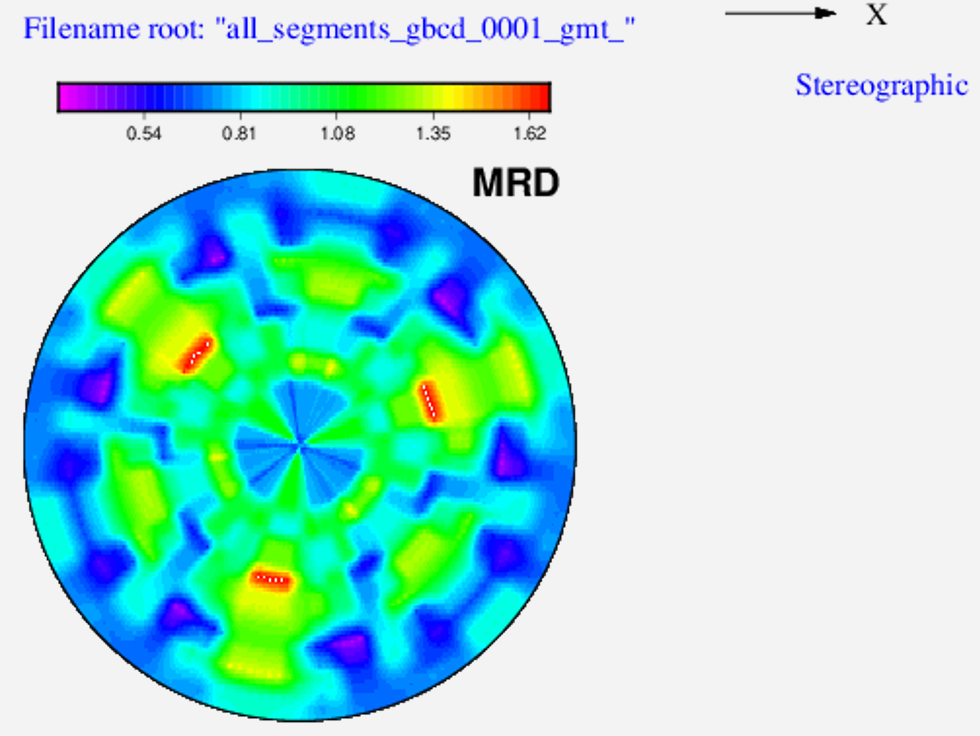 Filename root: "all_segments_gbcd_0001_gmt_"
X
Stereographic
0.54 0.81 1.08 1.35 1.62
MRD